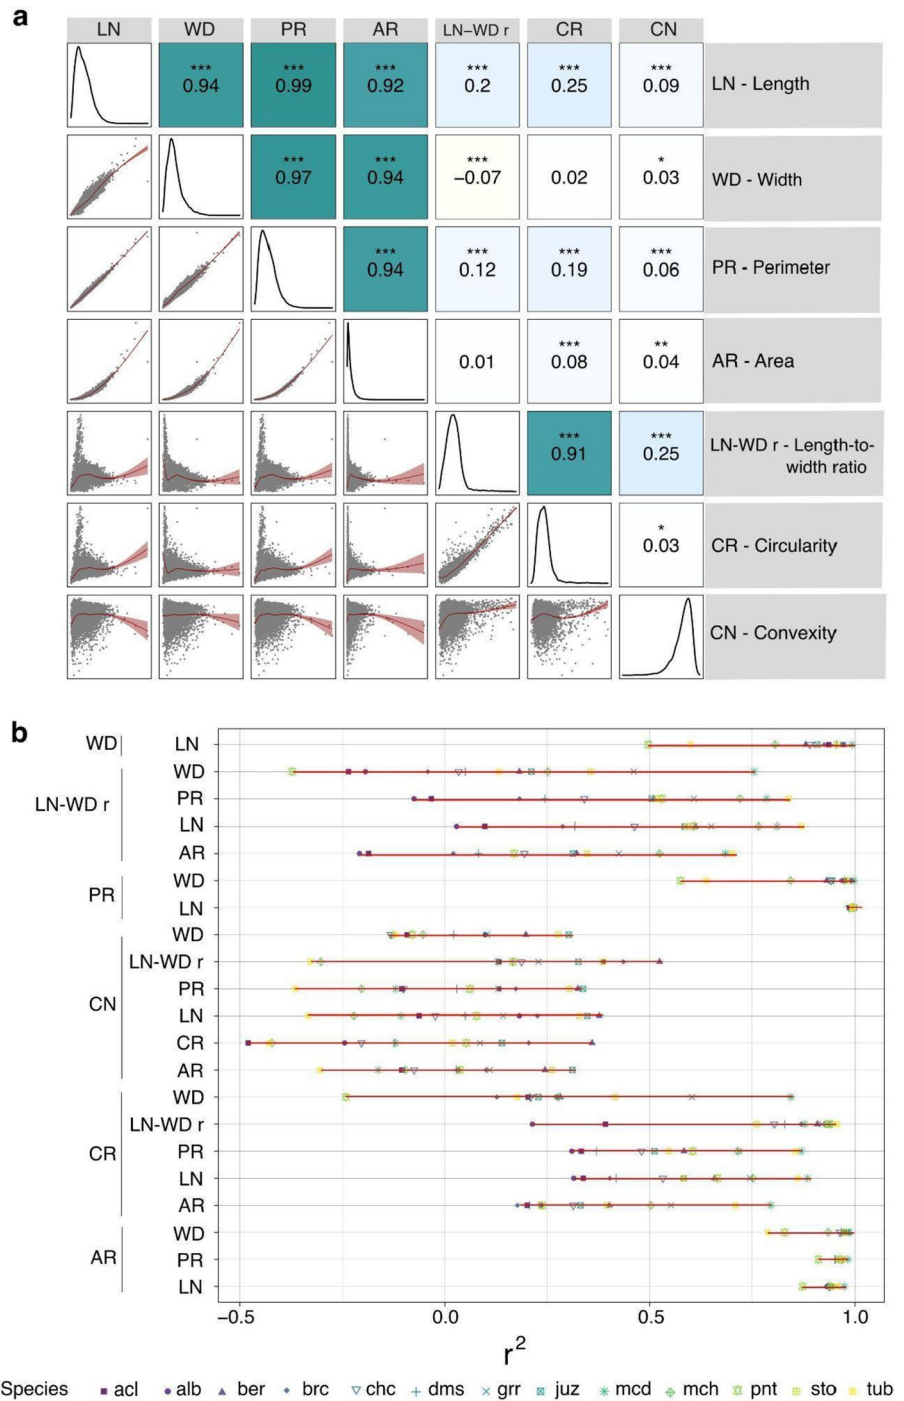 a
LN WD PR AR LN–WD r CR CN
*** *** *** *** *** ***
0.94 0.99 0.92 0.2 0.25 0.09
LN - Length
*** *** *** *
0.97 0.94 −0.07 0.02 0.03
WD - Width
*** *** *** ***
0.94 0.12 0.19 0.06
PR - Perimeter
*** **
0.01 0.08 0.04
AR - Area
*** ***
0.91 0.25
LN-WD r - Length-to-
width ratio
*
0.03
CR - Circularity
CN - Convexity
b
WD LN
WD
LN-WD r PR
LN
AR
PR WD
LN
WD
LN-WD r
CN PR
LN
CR
AR
WD
LN-WD r
CR PR
LN
AR
WD
AR PR
LN
−0.5 0.0 0.5 1.0
r2
Species acl alb ber brc chc dms grr juz mcd mch pnt sto tub